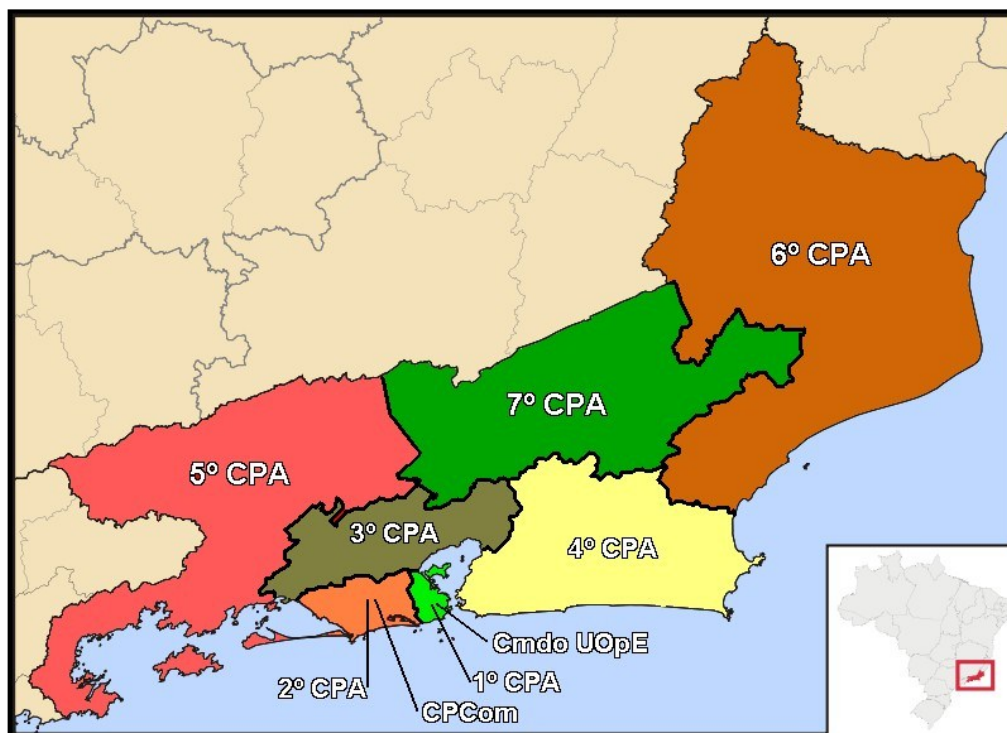 6º CPA
7º CPA
5º CPA
3º CPA
4º CPA
Cmdo UOpE
2º CPA
1º CPA
CPCom